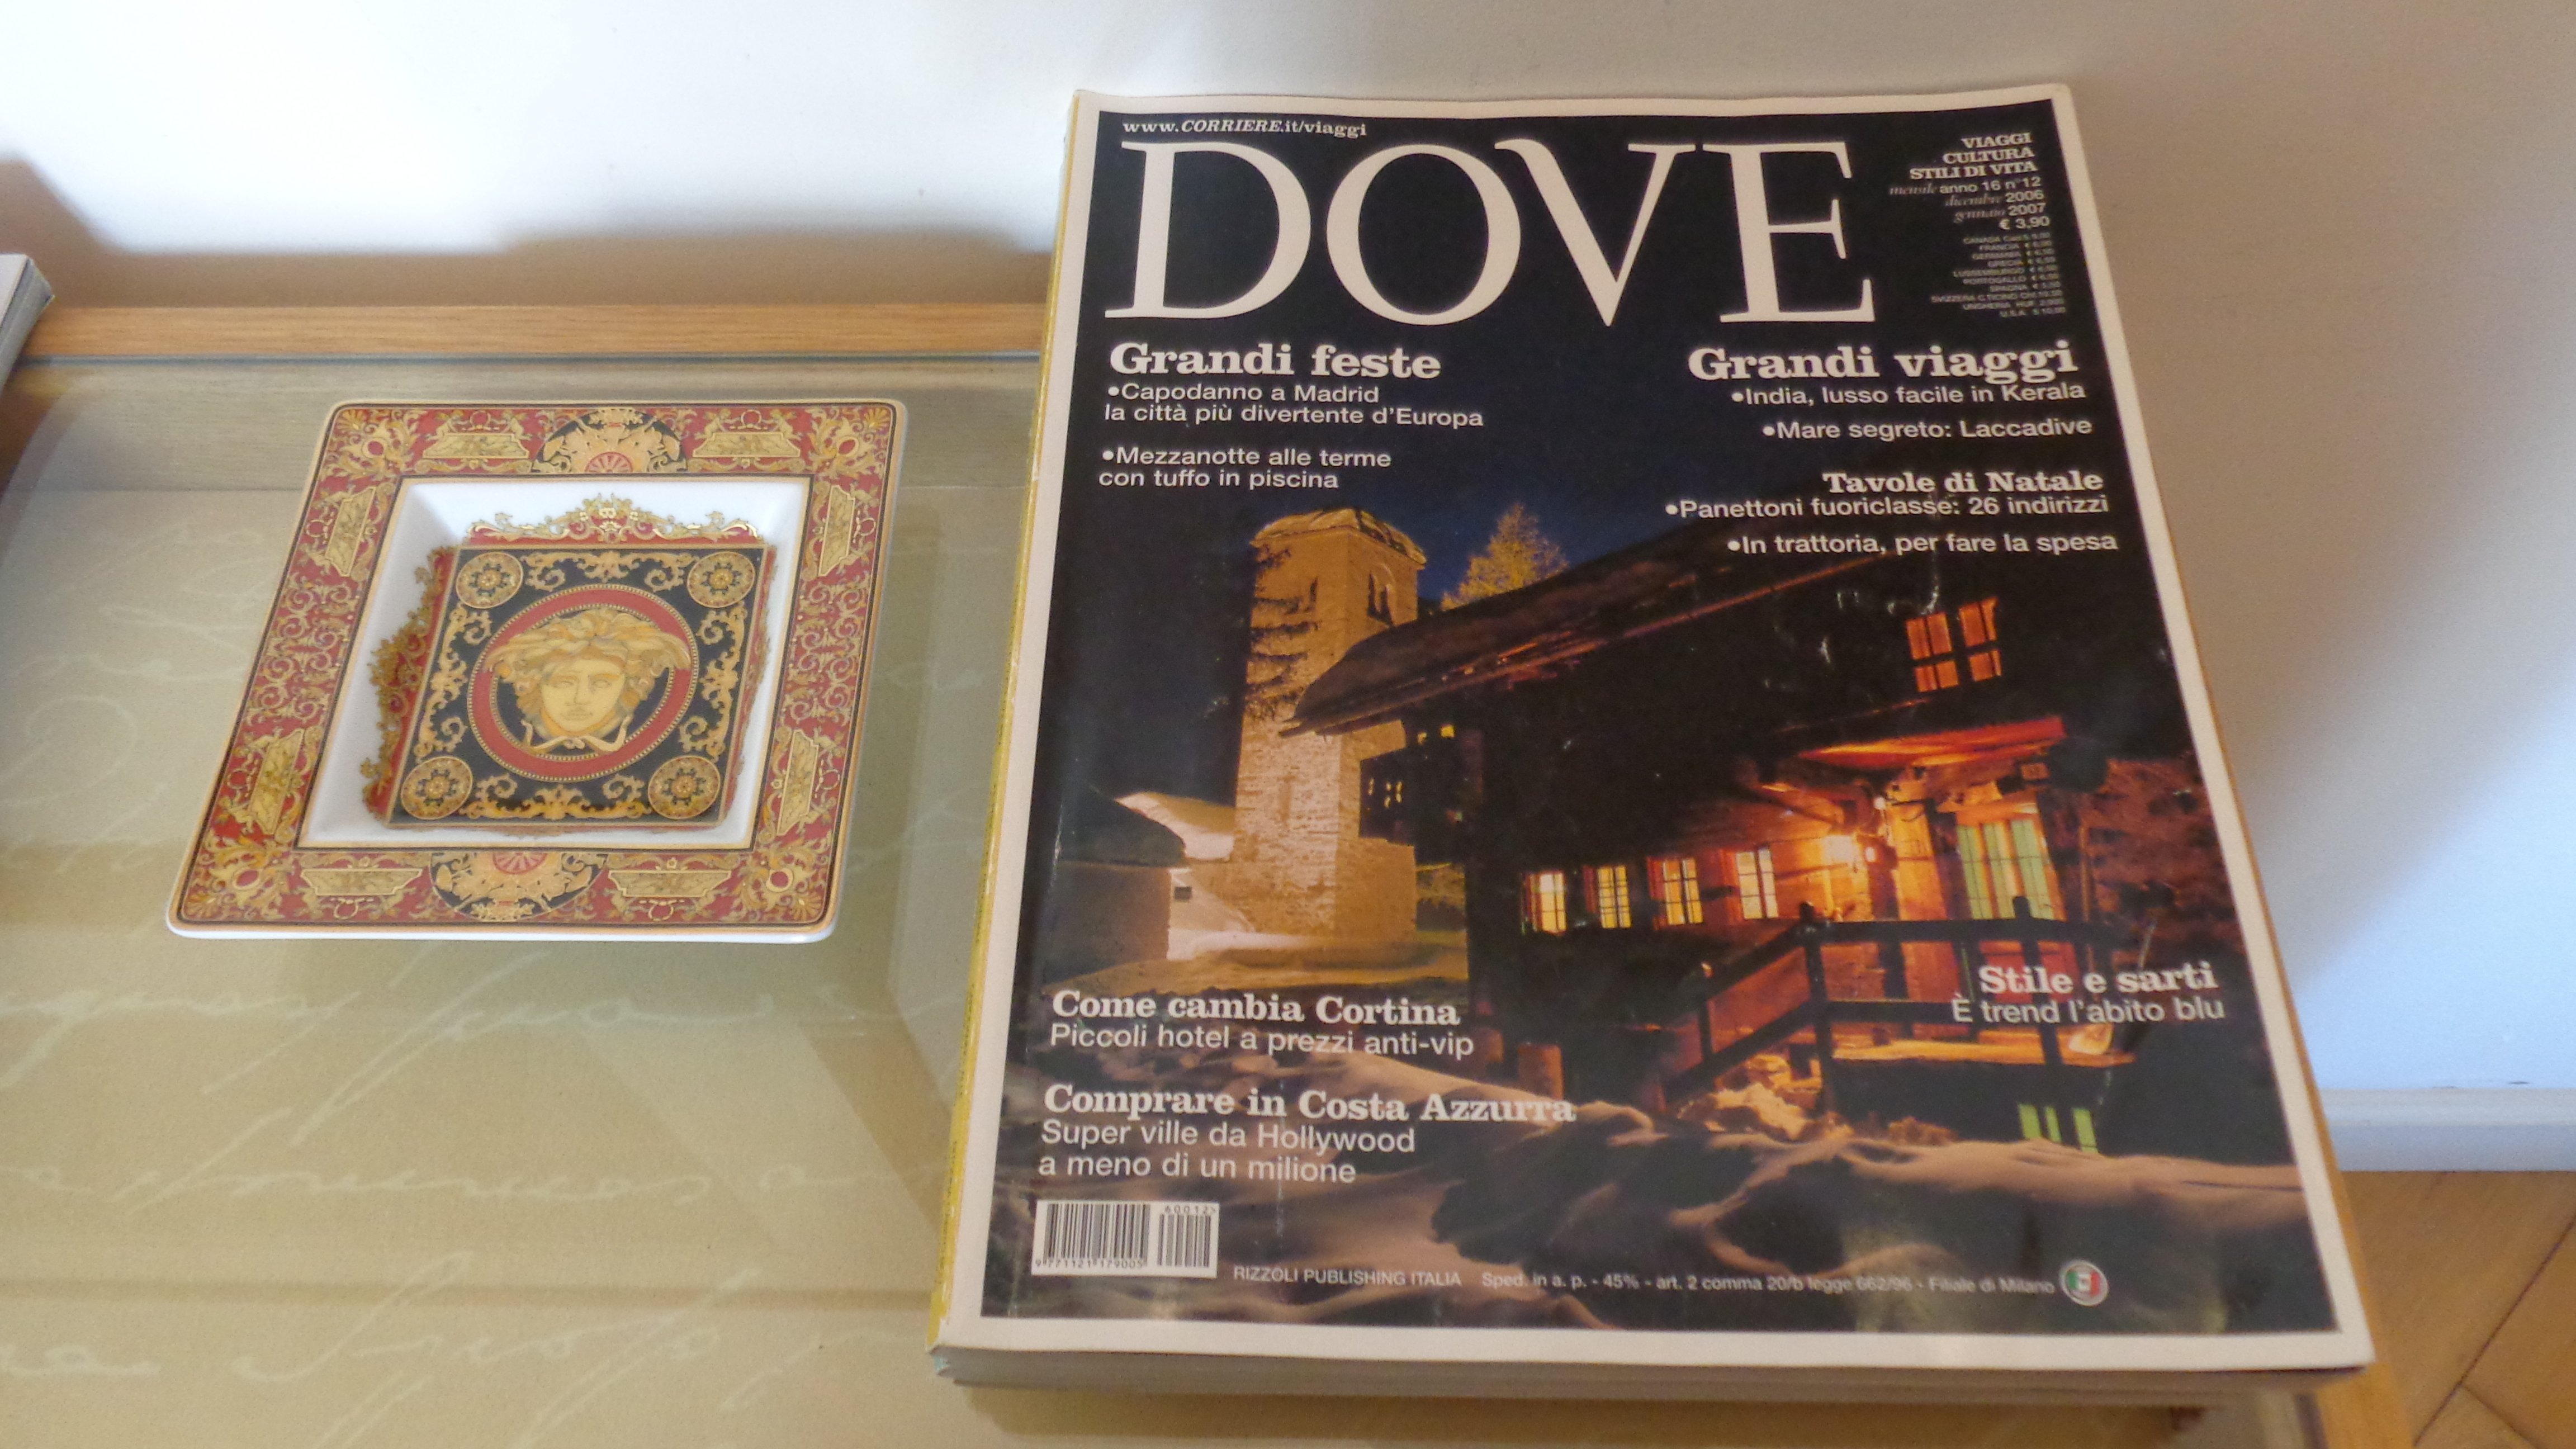 www.CORRIERE.it/viaggi
DOVE
VIAGGI
CULTURA
STILI DI VITA
mensile anno 16 n°12
dicembre 2006
gennaio 2007
€ 3,90
Grandi feste
•Capodanno a Madrid
la città più divertente d'Europa
•Mezzanotte alle terme
con tuffo in piscina
Grandi viaggi
•India, lusso facile in Kerala
•Mare segreto: Laccadive
Tavole di Natale
•Panettoni fuoriclasse: 26 indirizzi
•In trattoria, per fare la spesa
Stile e sarti
È trend l'abito blu
Come cambia Cortina
Piccoli hotel a prezzi anti-vip
Comprare in Costa Azzurra
Super ville da Hollywood
a meno di un milione
60012>
9 771121 179005
RIZZOLI PUBLISHING ITALIA Sped. in a. p. - 45% - art. 2 comma 20/b legge 662/96 - Filiale di Milano